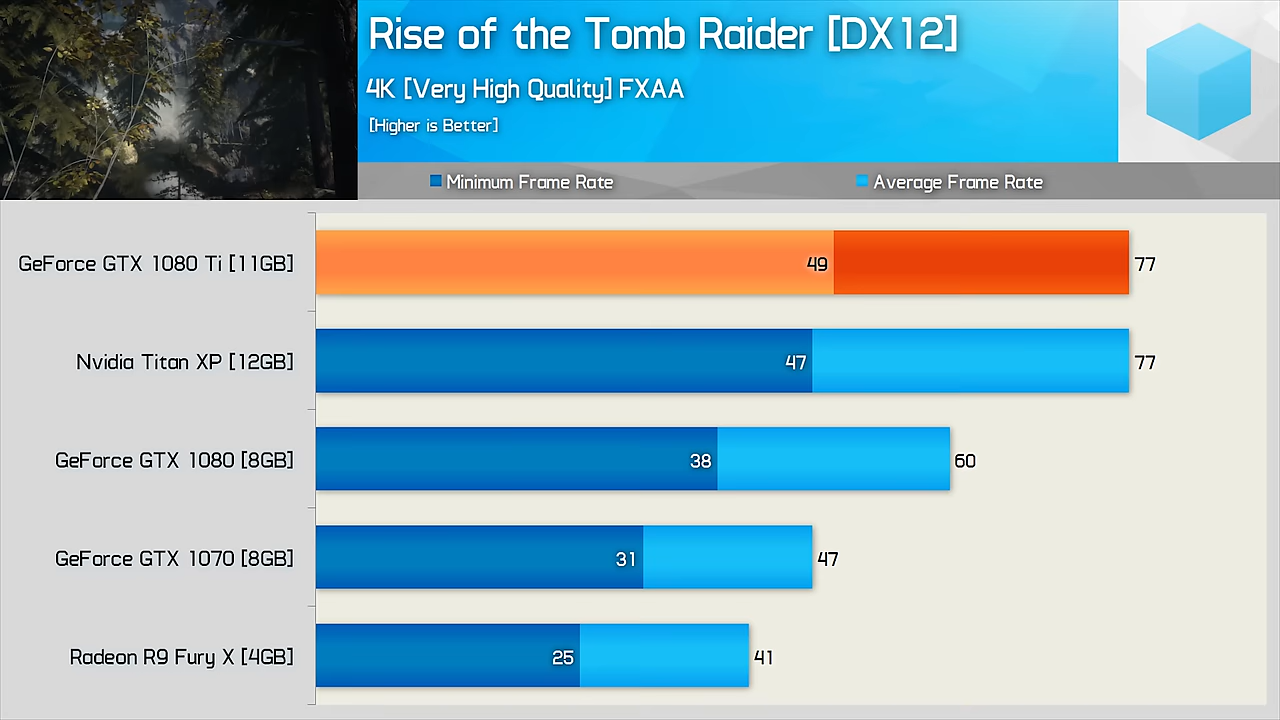 Rise of the Tomb Raider [DX12]
4K [Very High Quality] FXAA
[Higher is Better]
Minimum Frame Rate
Average Frame Rate
GeForce GTX 1080 Ti [11GB] 49 77
Nvidia Titan XP [12GB] 47 77
GeForce GTX 1080 [8GB] 38 60
GeForce GTX 1070 [8GB] 31 47
Radeon R9 Fury X [4GB] 25 41